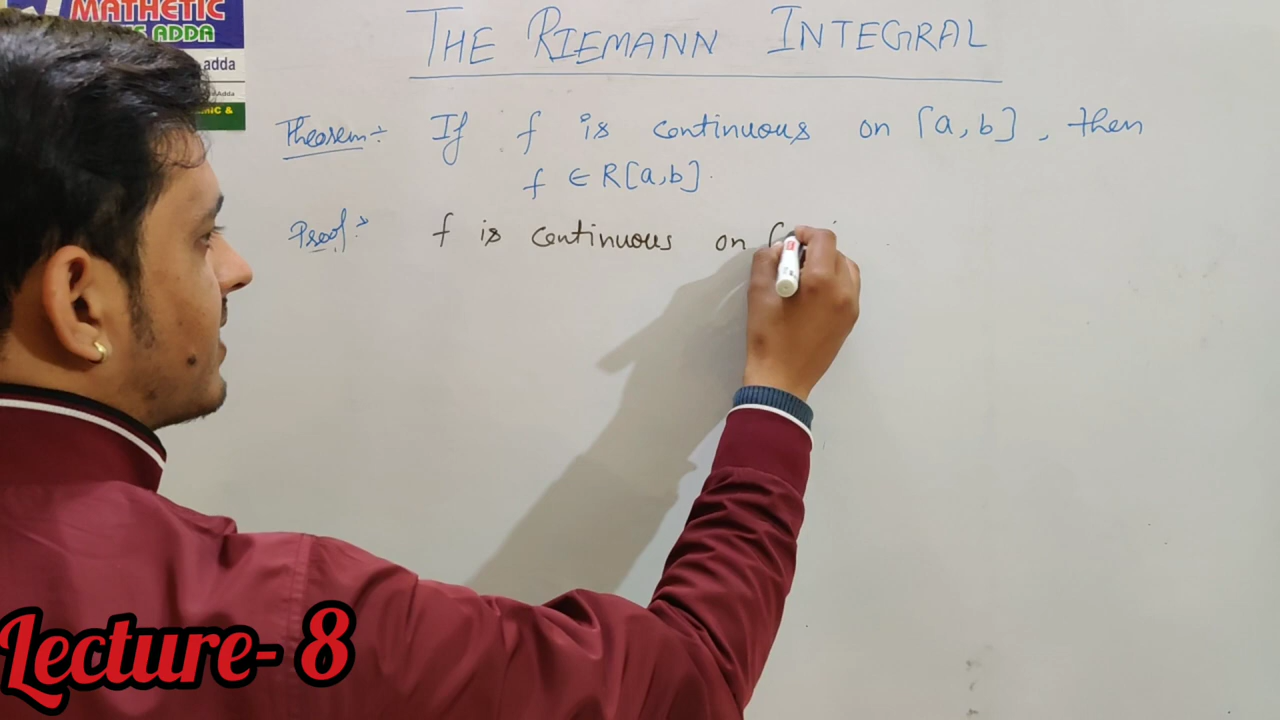 MATHETIC
ADDA
adda
THE RIEMANN INTEGRAL
Theorem:- If f is continuous on [a,b], then
f ∈ R[a,b].
Proof:- f is continuous on [
Lecture- 8